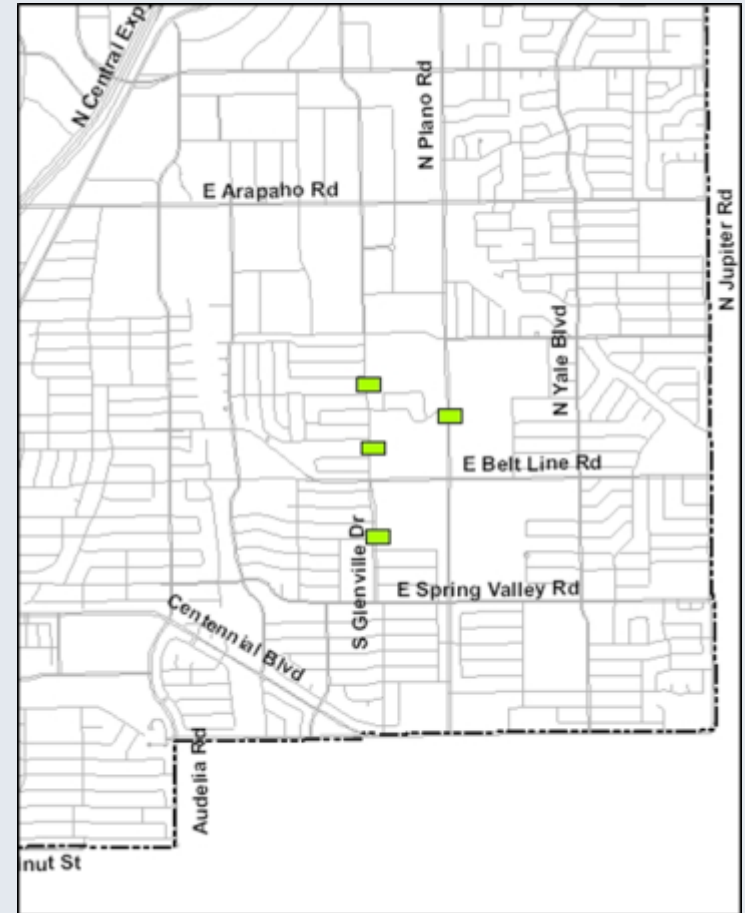 N Central Exp
N Plano Rd
E Arapaho Rd
N Jupiter Rd
N Yale Blvd
E Belt Line Rd
S Glenville Dr
E Spring Valley Rd
Centennial Blvd
Audelia Rd
nut St